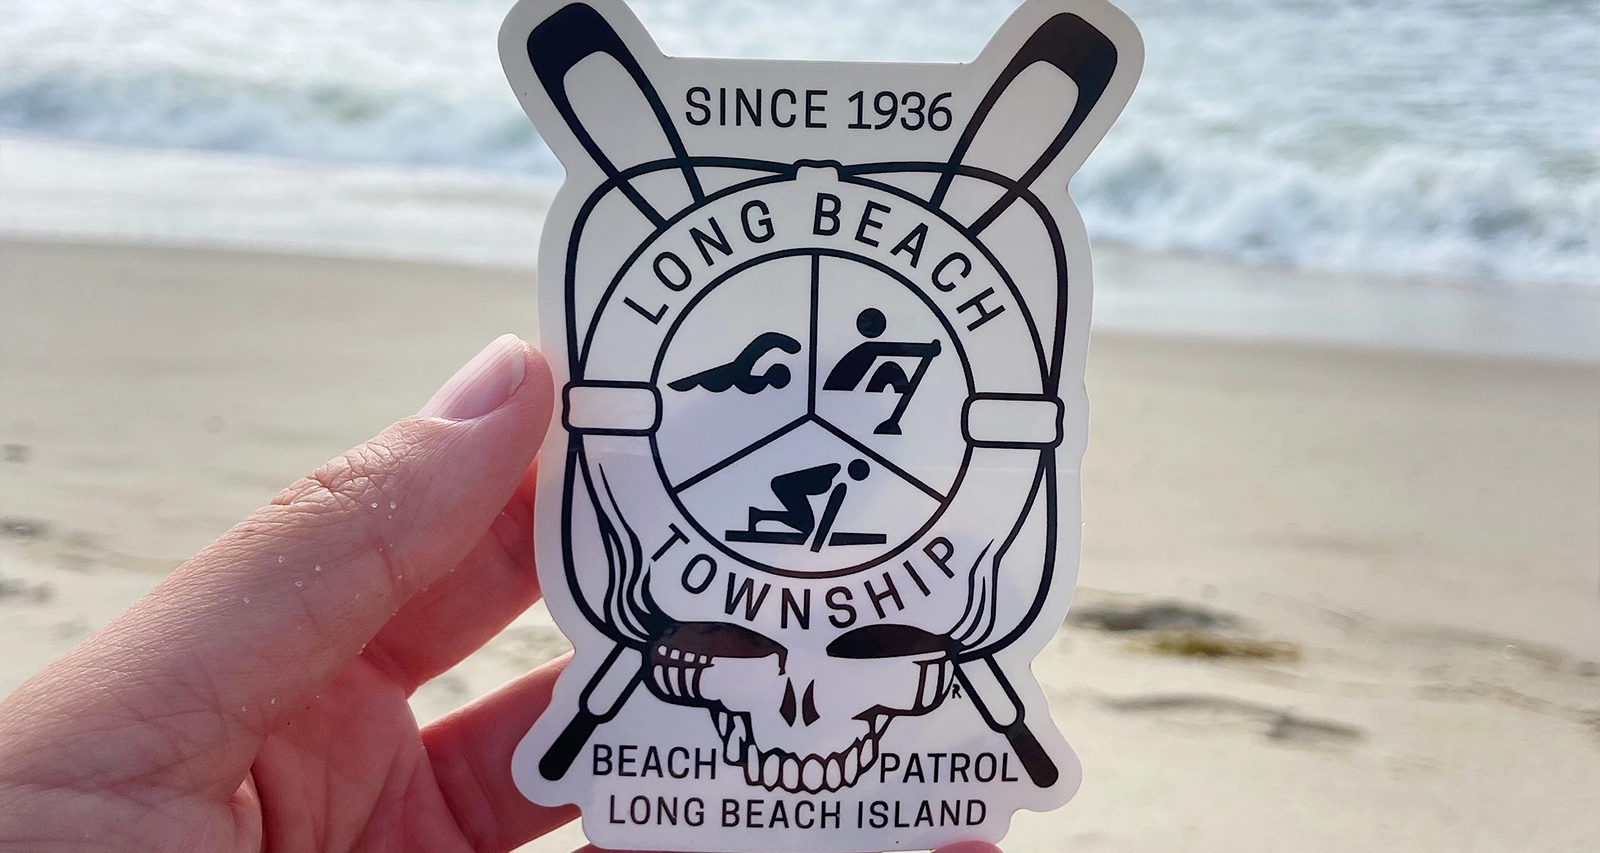 SINCE 1936
LONG BEACH
TOWNSHIP
R
BEACH PATROL
LONG BEACH ISLAND